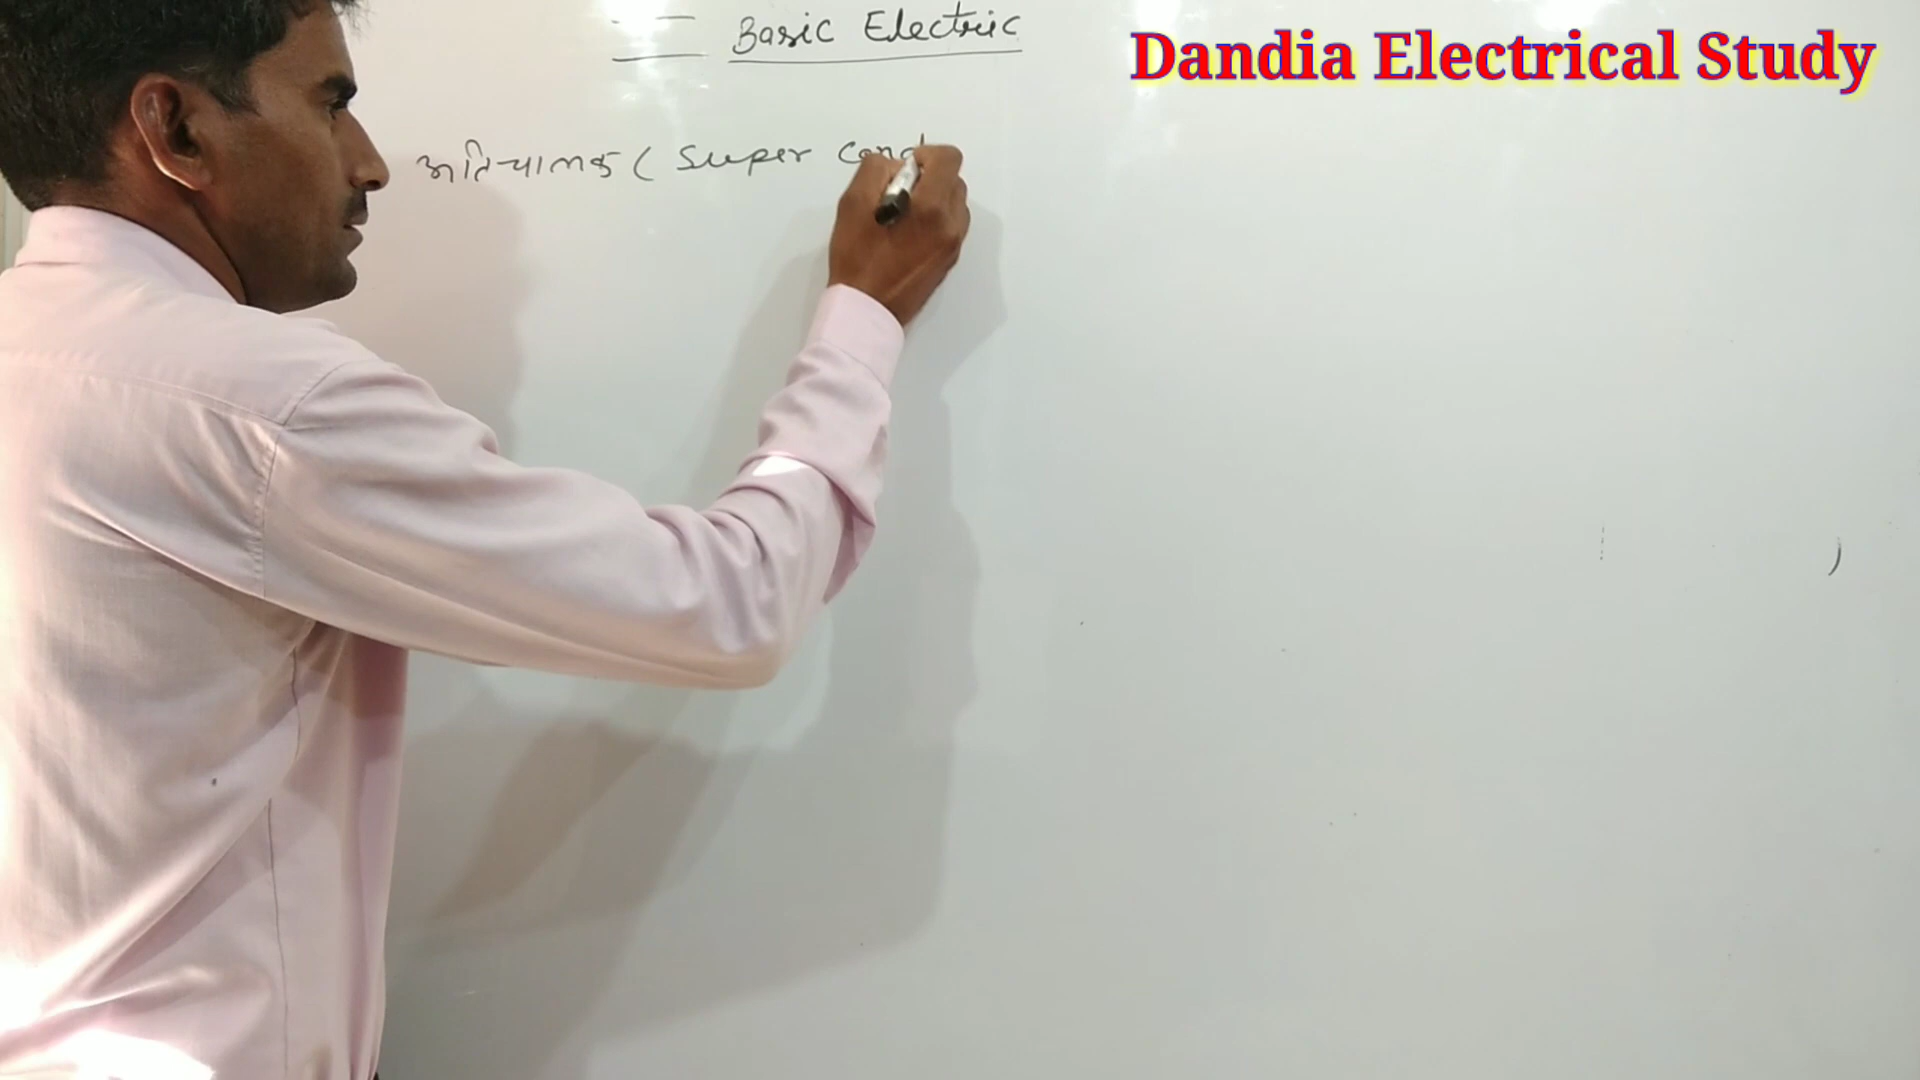 Basic Electric
Dandia Electrical Study
अतिचालक ( Super Cond
)